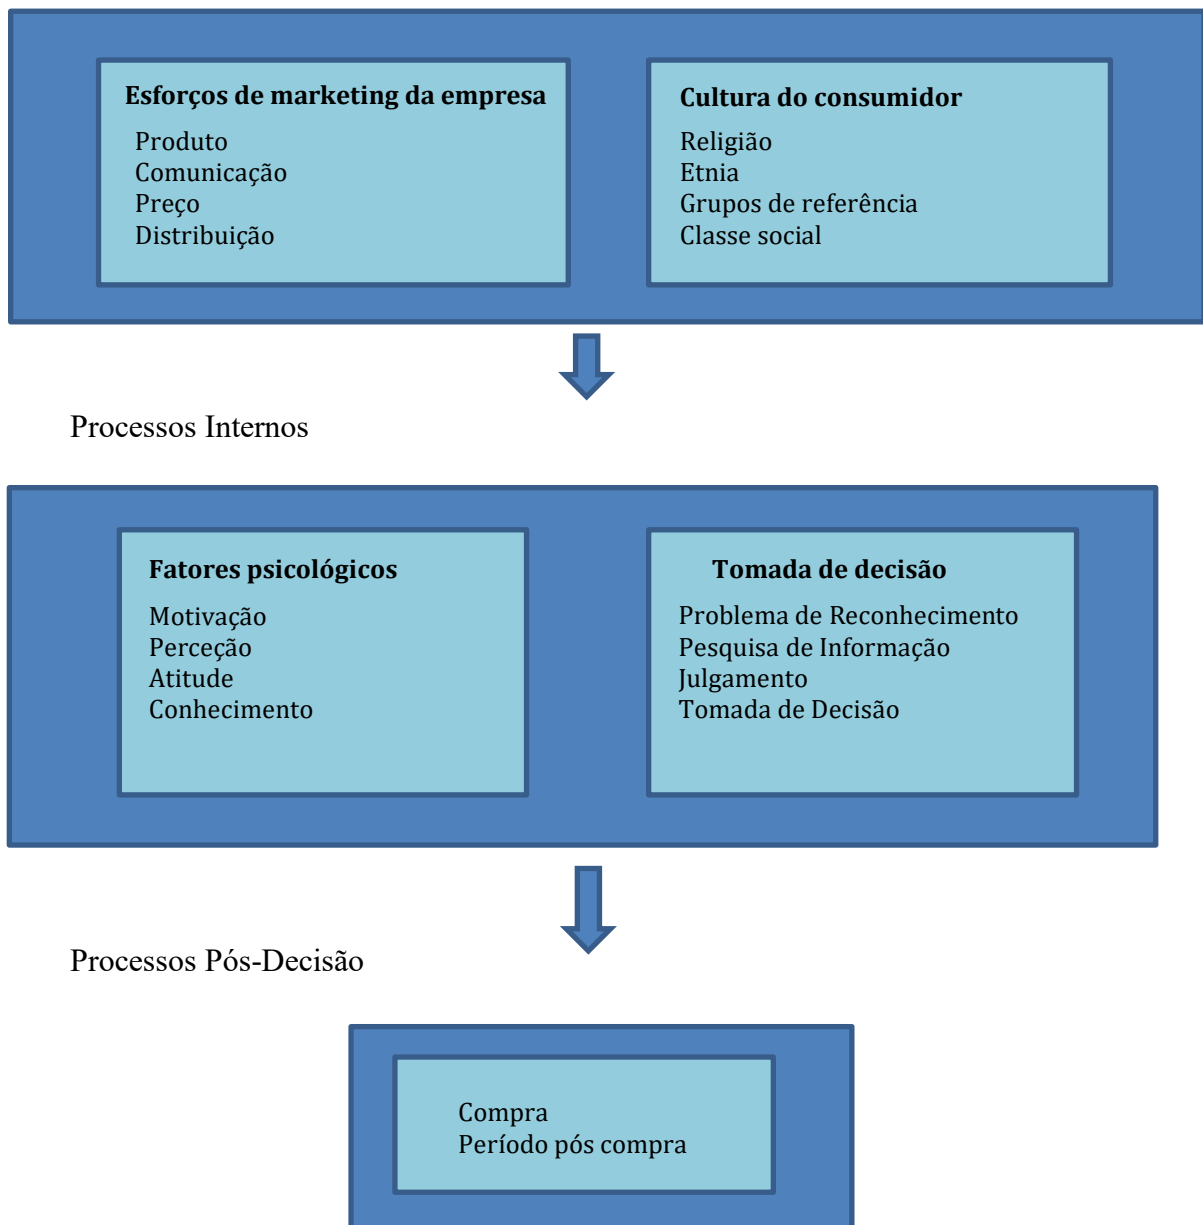 Esforços de marketing da empresa
Produto
Comunicação
Preço
Distribuição
Cultura do consumidor
Religião
Etnia
Grupos de referência
Classe social
Processos Internos
Fatores psicológicos
Motivação
Perceção
Atitude
Conhecimento
Tomada de decisão
Problema de Reconhecimento
Pesquisa de Informação
Julgamento
Tomada de Decisão
Processos Pós-Decisão
Compra
Período pós compra